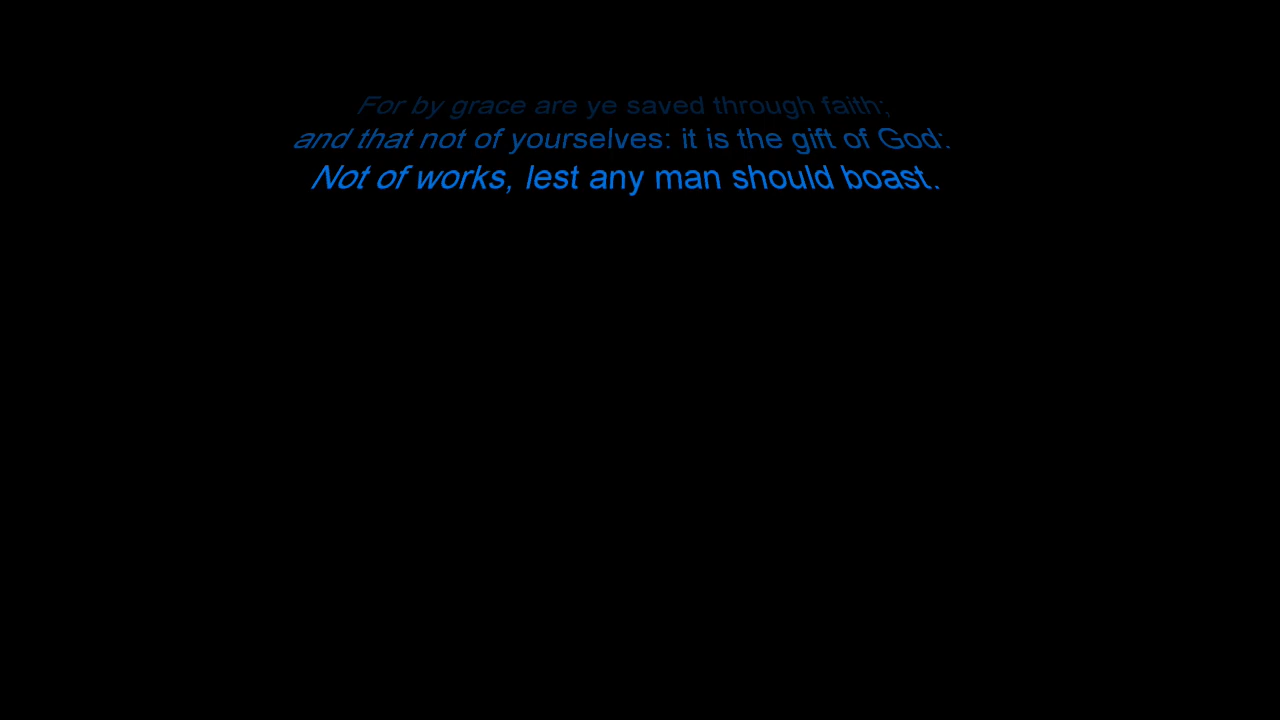 For by grace are ye saved through faith;
and that not of yourselves: it is the gift of God:
Not of works, lest any man should boast.